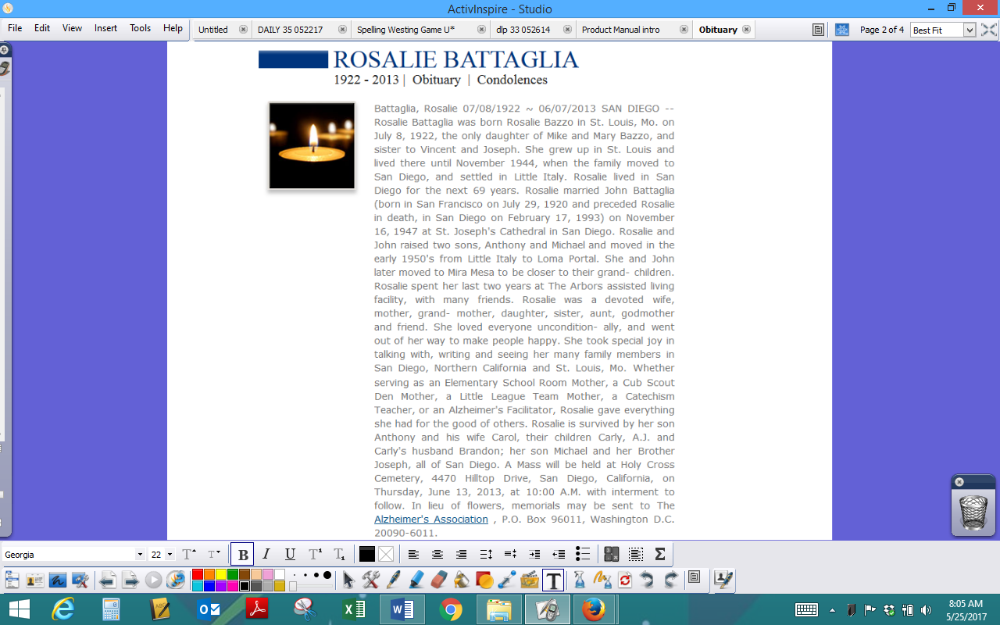 ActivInspire - Studio
File Edit View Insert Tools Help
Untitled DAILY 35 052217 Spelling Westing Game U* dlp 33 052614 Product Manual intro Obituary Page 2 of 4 Best Fit
ROSALIE BATTAGLIA
1922 - 2013 | Obituary | Condolences
Battaglia, Rosalie 07/08/1922 ~ 06/07/2013 SAN DIEGO --
Rosalie Battaglia was born Rosalie Bazzo in St. Louis, Mo. on
July 8, 1922, the only daughter of Mike and Mary Bazzo, and
sister to Vincent and Joseph. She grew up in St. Louis and
lived there until November 1944, when the family moved to
San Diego, and settled in Little Italy. Rosalie lived in San
Diego for the next 69 years. Rosalie married John Battaglia
(born in San Francisco on July 29, 1920 and preceded Rosalie
in death, in San Diego on February 17, 1993) on November
16, 1947 at St. Joseph's Cathedral in San Diego. Rosalie and
John raised two sons, Anthony and Michael and moved in the
early 1950's from Little Italy to Loma Portal. She and John
later moved to Mira Mesa to be closer to their grand- children.
Rosalie spent her last two years at The Arbors assisted living
facility, with many friends. Rosalie was a devoted wife,
mother, grand- mother, daughter, sister, aunt, godmother
and friend. She loved everyone uncondition- ally, and went
out of her way to make people happy. She took special joy in
talking with, writing and seeing her many family members in
San Diego, Northern California and St. Louis, Mo. Whether
serving as an Elementary School Room Mother, a Cub Scout
Den Mother, a Little League Team Mother, a Catechism
Teacher, or an Alzheimer's Facilitator, Rosalie gave everything
she had for the good of others. Rosalie is survived by her son
Anthony and his wife Carol, their children Carly, A.J. and
Carly's husband Brandon; her son Michael and her Brother
Joseph, all of San Diego. A Mass will be held at Holy Cross
Cemetery, 4470 Hilltop Drive, San Diego, California, on
Thursday, June 13, 2013, at 10:00 A.M. with interment to
follow. In lieu of flowers, memorials may be sent to The
Alzheimer's Association , P.O. Box 96011, Washington D.C.
20090-6011.
Georgia 22 B I U
8:05 AM
5/25/2017